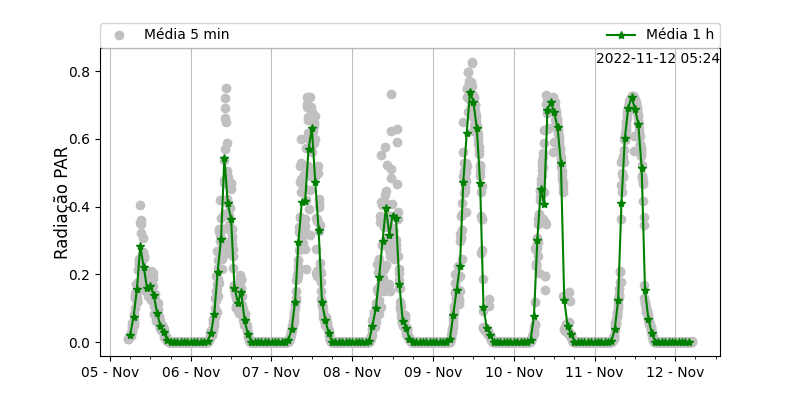 Média 5 min
Média 1 h
2022-11-12 05:24
Radiação PAR
0.8
0.6
0.4
0.2
0.0
05 - Nov
06 - Nov
07 - Nov
08 - Nov
09 - Nov
10 - Nov
11 - Nov
12 - Nov